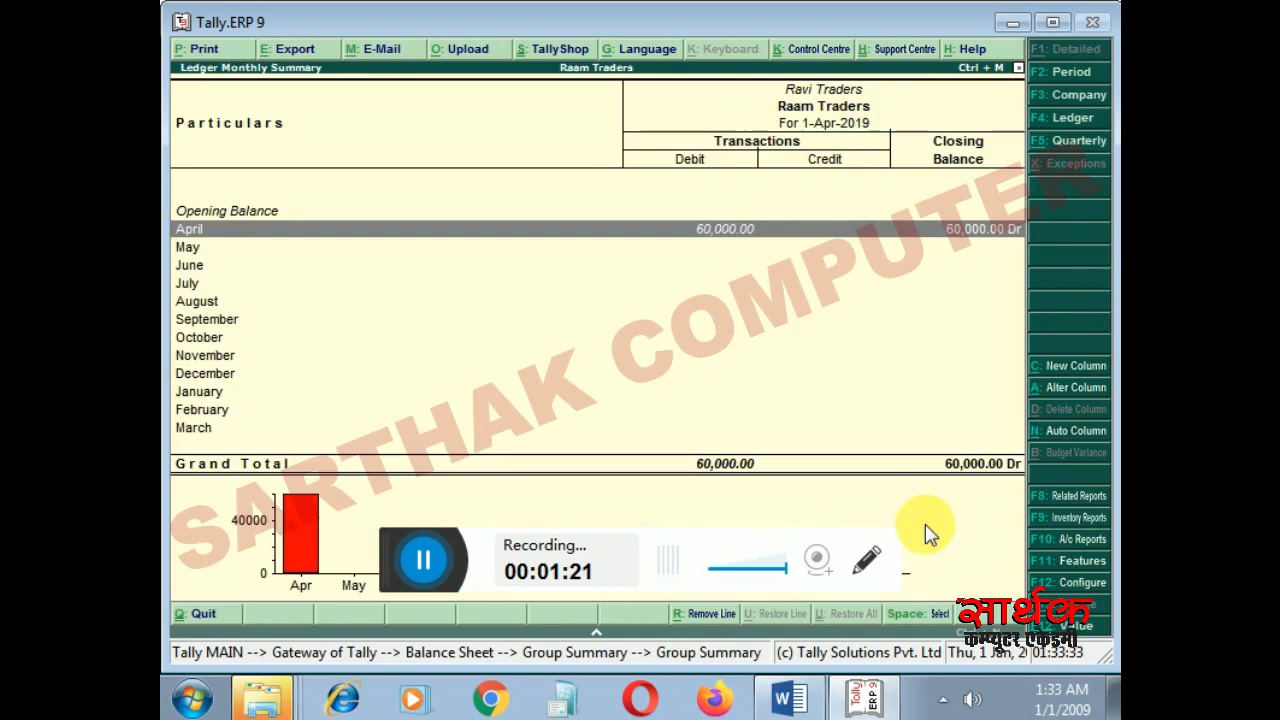 Tally.ERP 9
P: Print E: Export M: E-Mail O: Upload S: TallyShop G: Language K: Keyboard K: Control Centre H: Support Centre H: Help
Ledger Monthly Summary Raam Traders Ctrl + M
Particulars
Ravi Traders
Raam Traders
For 1-Apr-2019
Transactions Closing
Debit Credit Balance
Opening Balance
April 60,000.00 60,000.00 Dr
May
June
July
August
September
October
November
December
January
February
March
Grand Total 60,000.00 60,000.00 Dr
40000
0
Apr May
Recording...
00:01:21
F1: Detailed
F2: Period
F3: Company
F4: Ledger
F5: Quarterly
X: Exceptions
C: New Column
A: Alter Column
D: Delete Column
N: Auto Column
B: Budget Variance
F8: Related Reports
F9: Inventory Reports
F10: A/c Reports
F11: Features
F12: Configure
F12: Value
Q: Quit R: Remove Line U: Restore Line U: Restore All Space: Select
Tally MAIN --> Gateway of Tally --> Balance Sheet --> Group Summary --> Group Summary (c) Tally Solutions Pvt. Ltd Thu, 1 Jan, 2 01:33:33
SARTHAK COMPUTER
सार्थक
कम्प्युटर एकेडमी
1:33 AM
1/1/2009
Tally
ERP 9